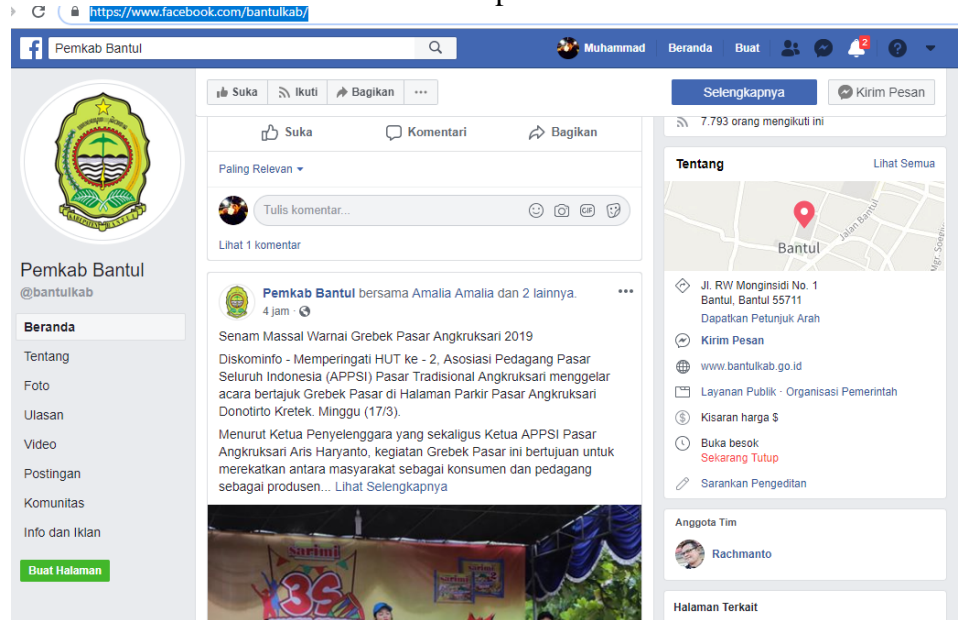 https://www.facebook.com/bantulkab/
Pemkab Bantul
Muhammad
Beranda
Buat
2
KABUPATEN BANTUL
Pemkab Bantul
@bantulkab
Beranda
Tentang
Foto
Ulasan
Video
Postingan
Komunitas
Info dan Iklan
Buat Halaman
Suka
Ikuti
Bagikan
Selengkapnya
Kirim Pesan
Suka
Komentari
Bagikan
Paling Relevan
Tulis komentar...
GIF
Lihat 1 komentar
Pemkab Bantul bersama Amalia Amalia dan 2 lainnya.
4 jam ·
Senam Massal Warnai Grebek Pasar Angkruksari 2019
Diskominfo - Memperingati HUT ke - 2, Asosiasi Pedagang Pasar
Seluruh Indonesia (APPSI) Pasar Tradisional Angkruksari menggelar
acara bertajuk Grebek Pasar di Halaman Parkir Pasar Angkruksari
Donotirto Kretek. Minggu (17/3).
Menurut Ketua Penyelenggara yang sekaligus Ketua APPSI Pasar
Angkruksari Aris Haryanto, kegiatan Grebek Pasar ini bertujuan untuk
merekatkan antara masyarakat sebagai konsumen dan pedagang
sebagai produsen... Lihat Selengkapnya
sarimi
3S
sarimi
7.793 orang mengikuti ini
Tentang
Lihat Semua
Jalan Bantul
Bantul
Jl. RW Monginsidi No. 1
Bantul, Bantul 55711
Dapatkan Petunjuk Arah
Kirim Pesan
www.bantulkab.go.id
Layanan Publik · Organisasi Pemerintah
Kisaran harga $
Buka besok
Sekarang Tutup
Sarankan Pengeditan
Anggota Tim
Rachmanto
Halaman Terkait